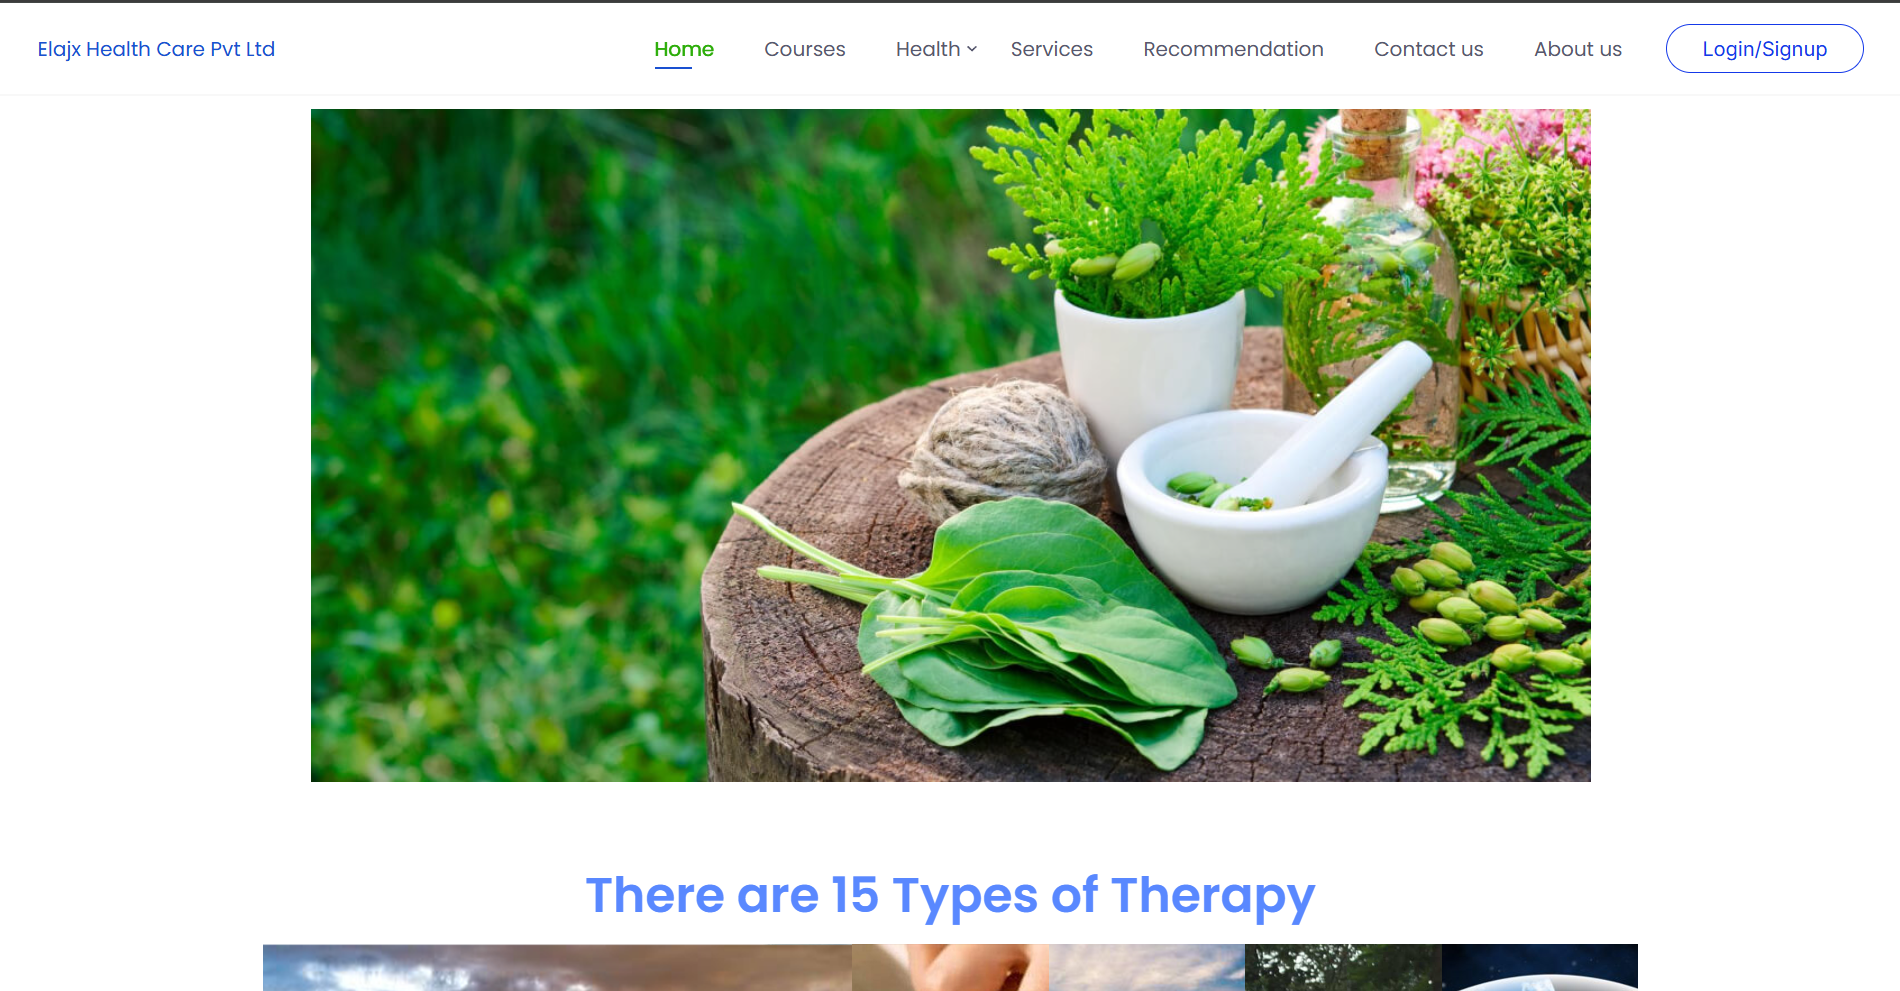 Elajx Health Care Pvt Ltd
Home Courses Health Services Recommendation Contact us About us Login/Signup
There are 15 Types of Therapy